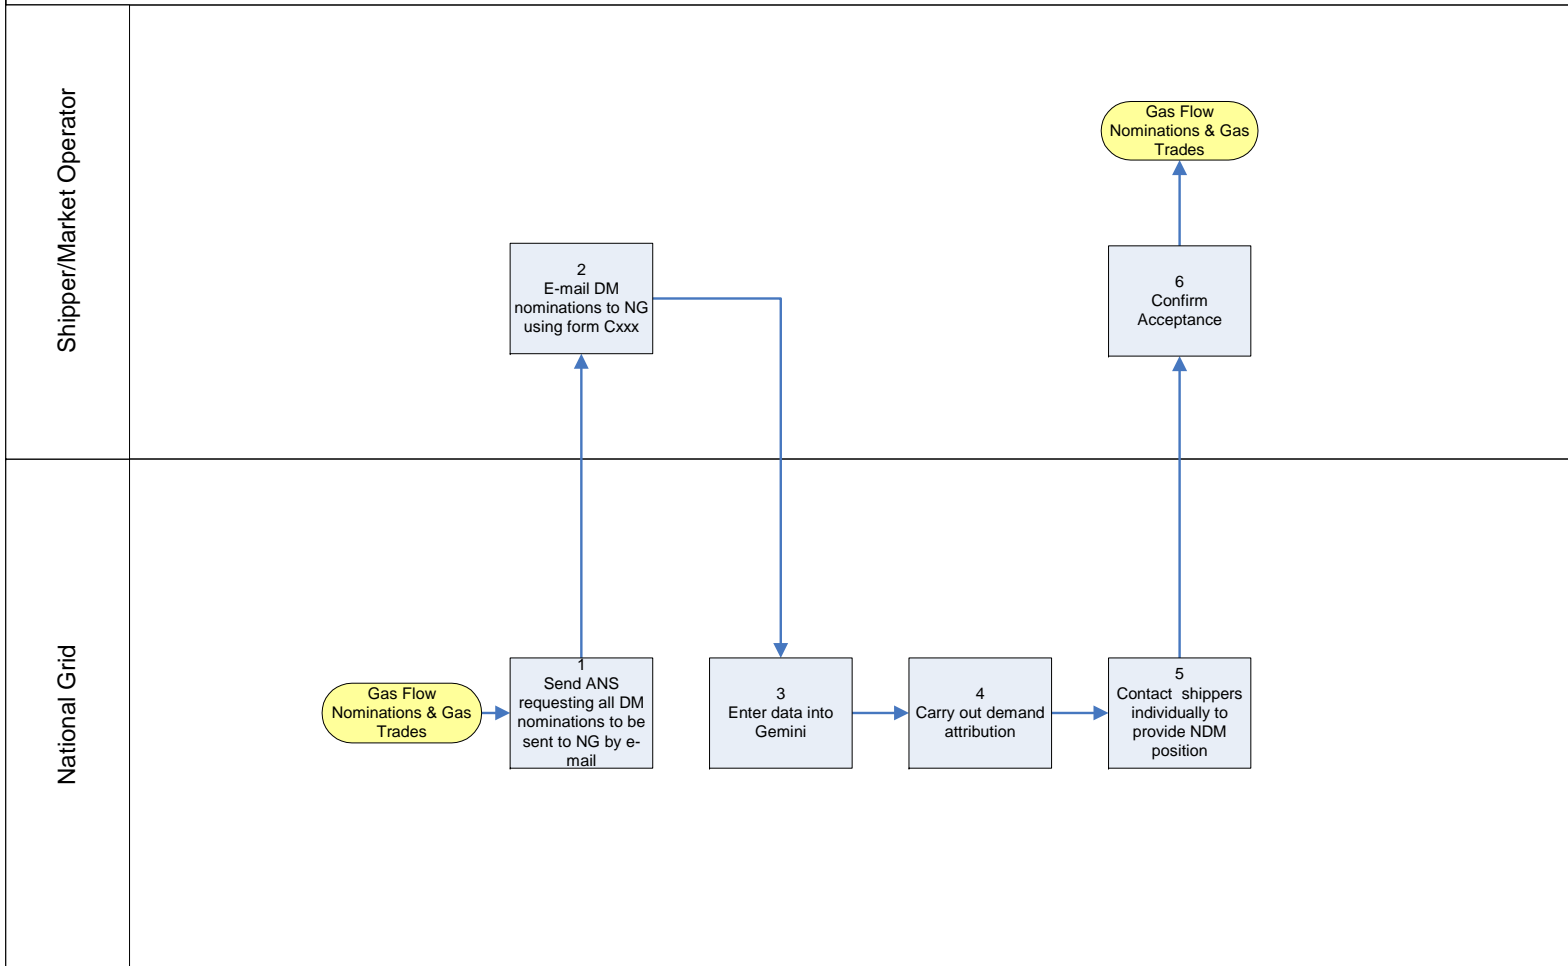 Shipper/Market Operator
Gas Flow
Nominations & Gas
Trades
2
E-mail DM
nominations to NG
using form Cxxx
6
Confirm
Acceptance
National Grid
Gas Flow
Nominations & Gas
Trades
1
Send ANS
requesting all DM
nominations to be
sent to NG by e-
mail
3
Enter data into
Gemini
4
Carry out demand
attribution
5
Contact shippers
individually to
provide NDM
position